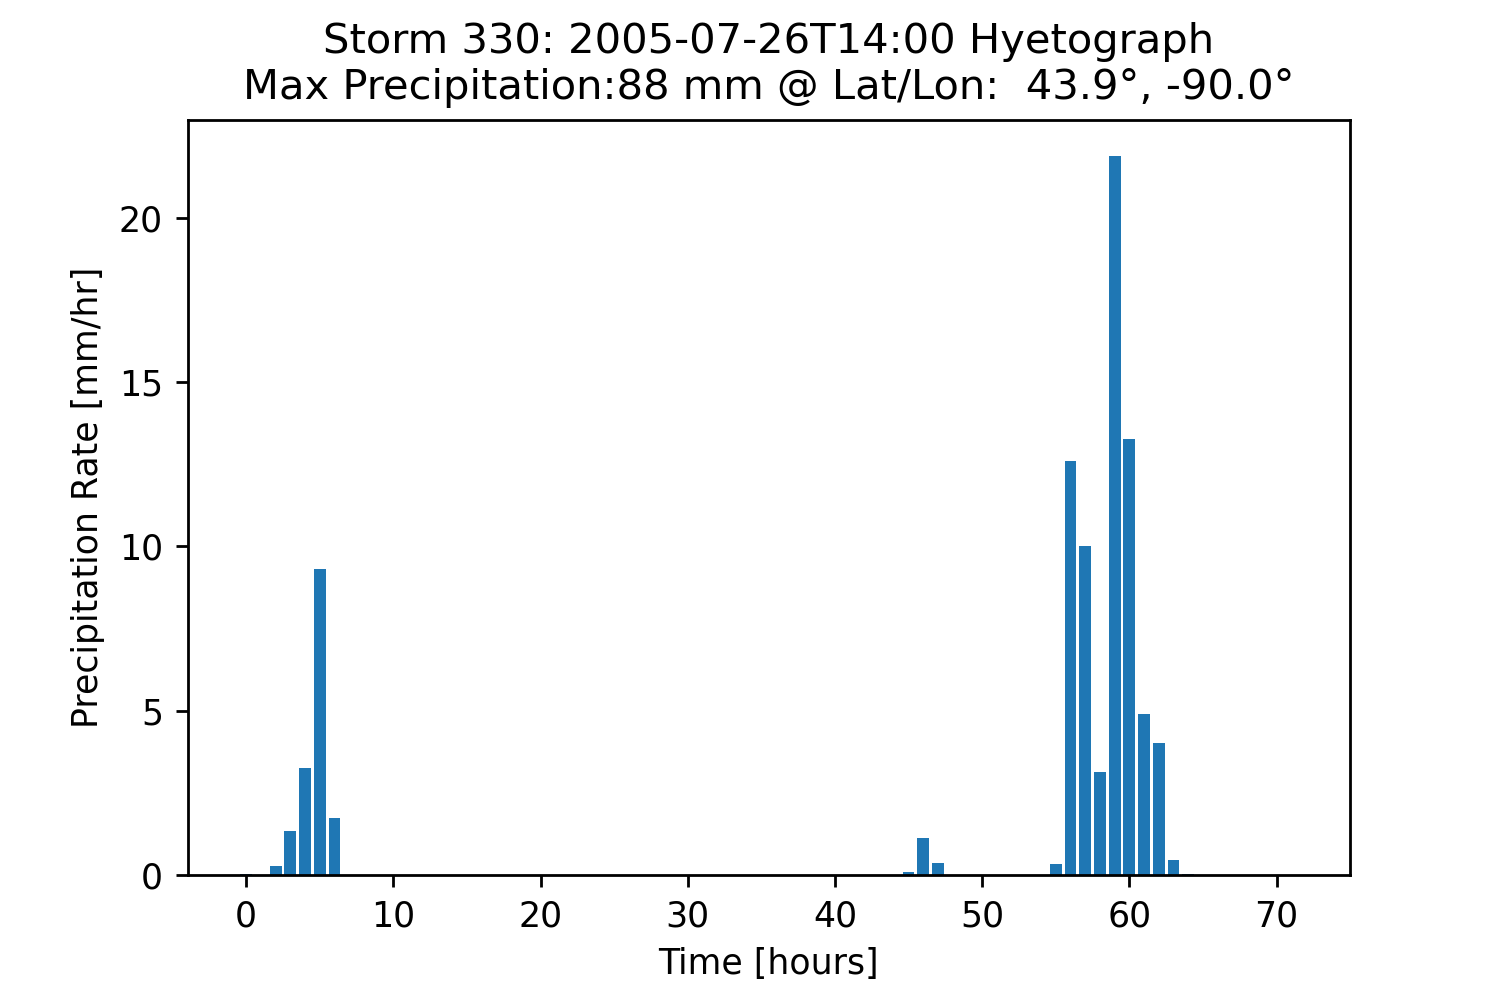 Storm 330: 2005-07-26T14:00 Hyetograph
Max Precipitation:88 mm @ Lat/Lon:  43.9°, -90.0°
Precipitation Rate [mm/hr]
20
15
10
5
0
0 10 20 30 40 50 60 70
Time [hours]